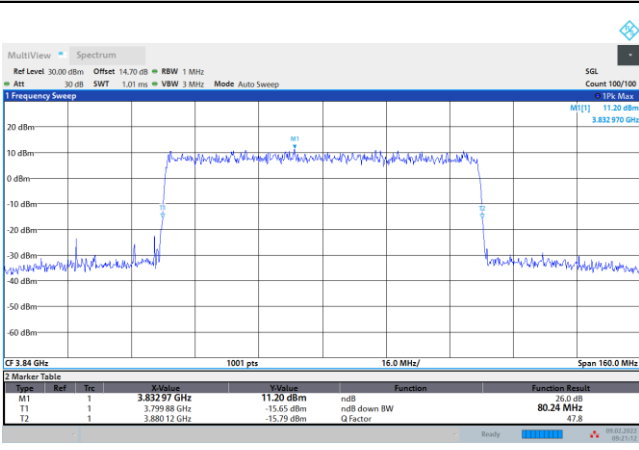 MultiView Spectrum
Ref Level 30.00 dBm Offset 14.70 dB RBW 1 MHz SGL
Att 30 dB SWT 1.01 ms VBW 3 MHz Mode Auto Sweep Count 100/100
1 Frequency Sweep 1Pk Max
M1[1] 11.20 dBm
3.832 970 GHz
20 dBm
M1
10 dBm
0 dBm
-10 dBm
T1 T2
-20 dBm
-30 dBm
-40 dBm
-50 dBm
-60 dBm
CF 3.84 GHz 1001 pts 16.0 MHz/ Span 160.0 MHz
2 Marker Table
Type Ref Trc X-Value Y-Value Function Function Result
M1 1 3.832 97 GHz 11.20 dBm ndB 26.0 dB
T1 1 3.799 88 GHz -15.65 dBm ndB down BW 80.24 MHz
T2 1 3.880 12 GHz -15.79 dBm Q Factor 47.8
Ready 09.02.2022
09:21:12